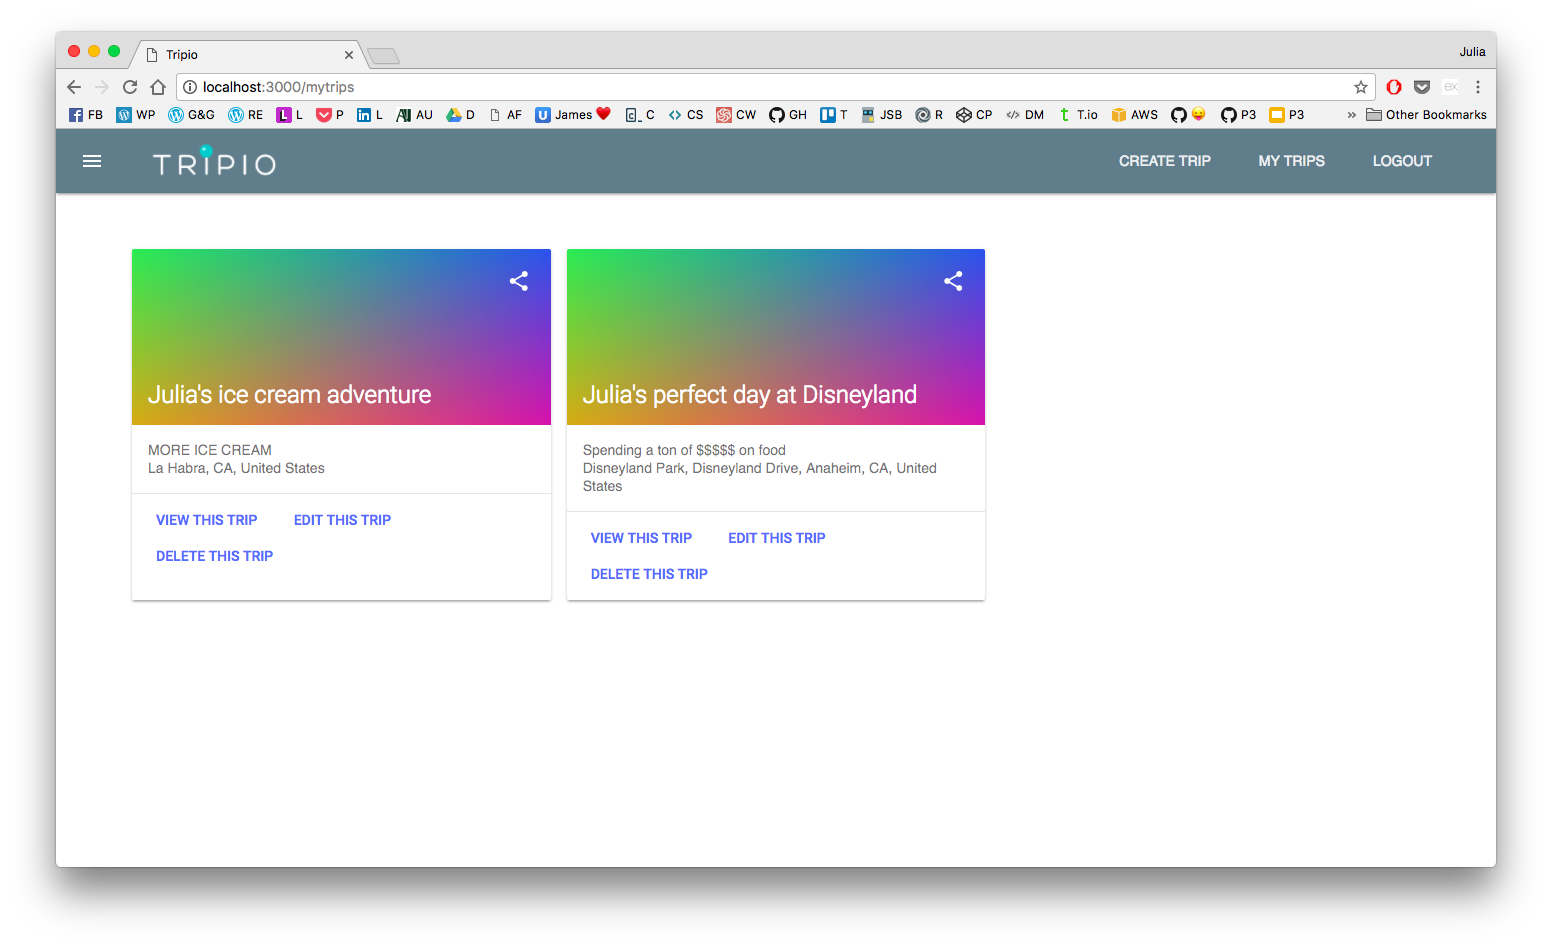 Tripio
Julia
localhost:3000/mytrips
FB WP G&G RE L P L AU D AF James C CS CW GH T JSB R CP DM T.io AWS P3 P3 » Other Bookmarks
TRIPIO
CREATE TRIP MY TRIPS LOGOUT
Julia's ice cream adventure
MORE ICE CREAM
La Habra, CA, United States
VIEW THIS TRIP EDIT THIS TRIP
DELETE THIS TRIP
Julia's perfect day at Disneyland
Spending a ton of $$$$$ on food
Disneyland Park, Disneyland Drive, Anaheim, CA, United
States
VIEW THIS TRIP EDIT THIS TRIP
DELETE THIS TRIP